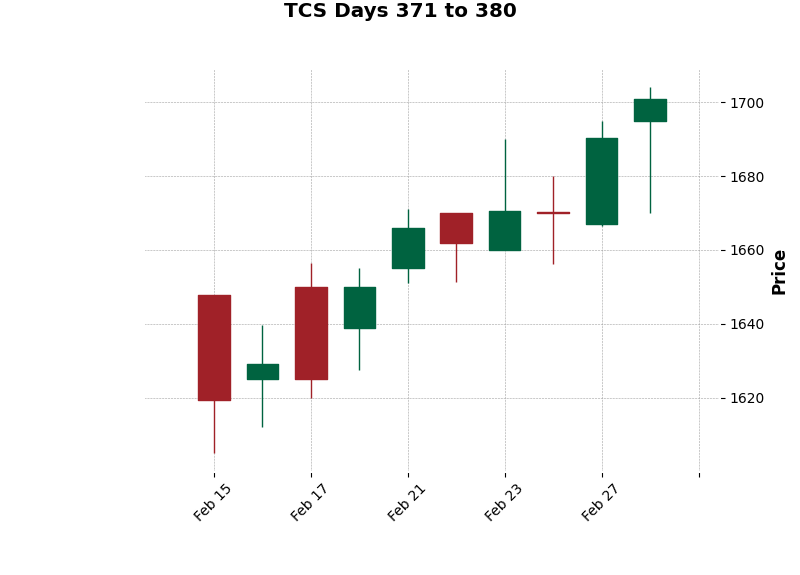 TCS Days 371 to 380
1700
1680
1660
1640
1620
Price
Feb 15
Feb 17
Feb 21
Feb 23
Feb 27